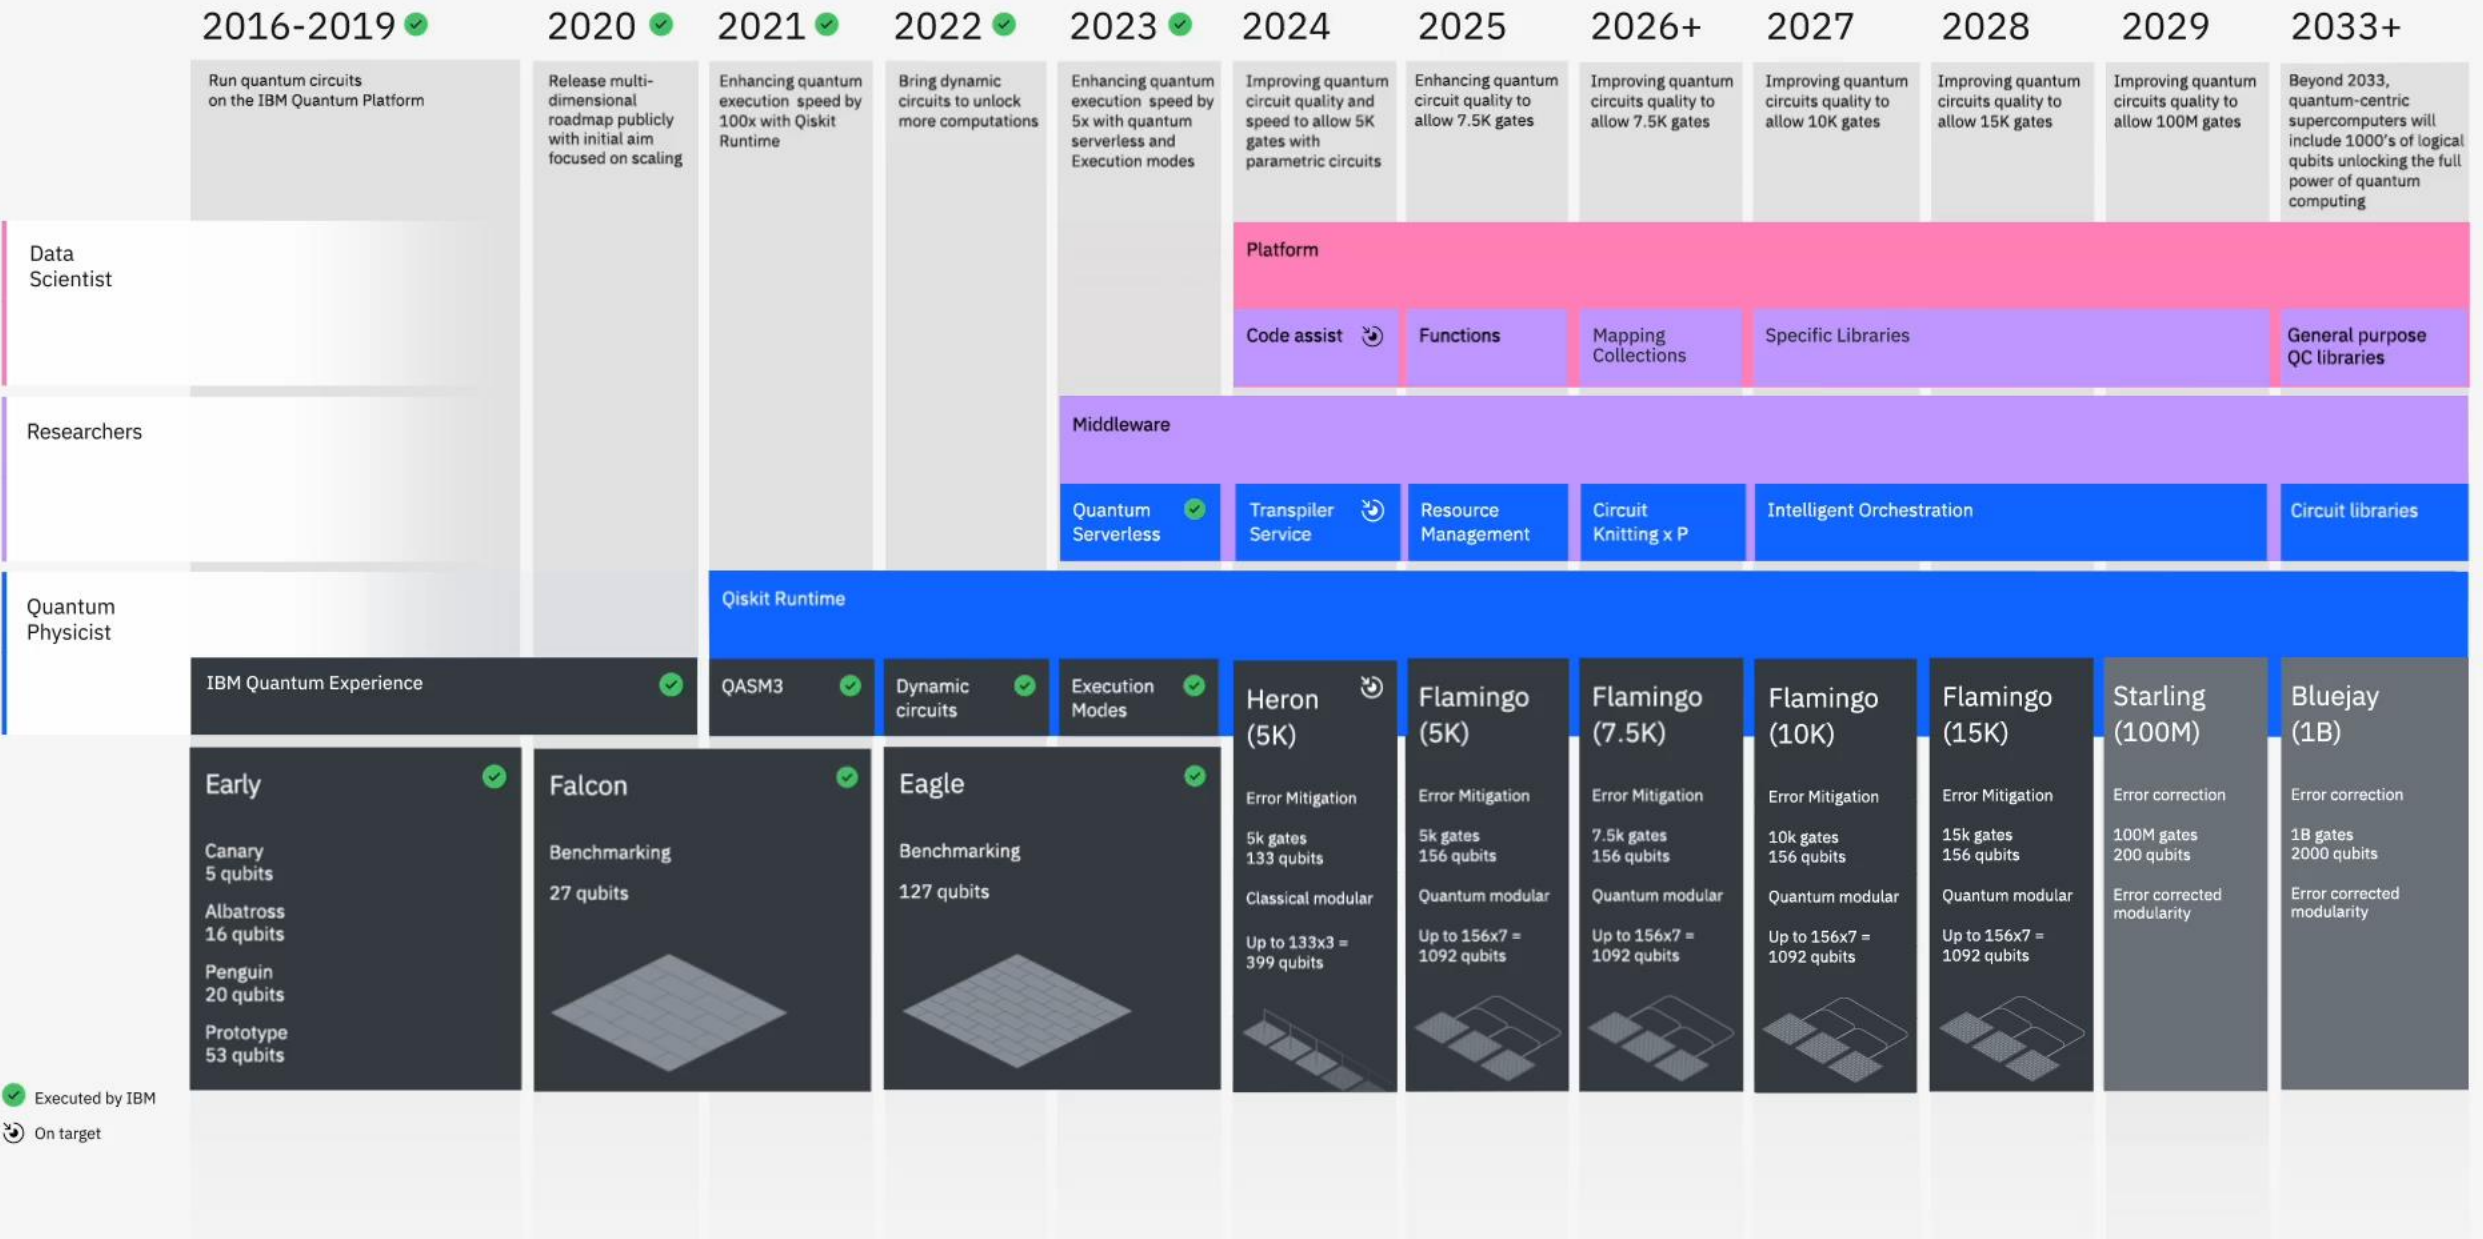 2016-2019
2020
2021
2022
2023
2024
2025
2026+
2027
2028
2029
2033+
Run quantum circuits
on the IBM Quantum Platform
Release multi-
dimensional
roadmap publicly
with initial aim
focused on scaling
Enhancing quantum
execution speed by
100x with Qiskit
Runtime
Bring dynamic
circuits to unlock
more computations
Enhancing quantum
execution speed by
5x with quantum
serverless and
Execution modes
Improving quantum
circuit quality and
speed to allow 5K
gates with
parametric circuits
Enhancing quantum
circuit quality to
allow 7.5K gates
Improving quantum
circuits quality to
allow 7.5K gates
Improving quantum
circuits quality to
allow 10K gates
Improving quantum
circuits quality to
allow 15K gates
Improving quantum
circuits quality to
allow 100M gates
Beyond 2033,
quantum-centric
supercomputers will
include 1000's of logical
qubits unlocking the full
power of quantum
computing
Data
Scientist
Platform
Code assist
Functions
Mapping
Collections
Specific Libraries
General purpose
QC libraries
Researchers
Middleware
Quantum
Serverless
Transpiler
Service
Resource
Management
Circuit
Knitting x P
Intelligent Orchestration
Circuit libraries
Quantum
Physicist
Qiskit Runtime
IBM Quantum Experience
QASM3
Dynamic
circuits
Execution
Modes
Early
Canary
5 qubits
Albatross
16 qubits
Penguin
20 qubits
Prototype
53 qubits
Falcon
Benchmarking
27 qubits
Eagle
Benchmarking
127 qubits
Heron
(5K)
Error Mitigation
5k gates
133 qubits
Classical modular
Up to 133x3 =
399 qubits
Flamingo
(5K)
Error Mitigation
5k gates
156 qubits
Quantum modular
Up to 156x7 =
1092 qubits
Flamingo
(7.5K)
Error Mitigation
7.5k gates
156 qubits
Quantum modular
Up to 156x7 =
1092 qubits
Flamingo
(10K)
Error Mitigation
10k gates
156 qubits
Quantum modular
Up to 156x7 =
1092 qubits
Flamingo
(15K)
Error Mitigation
15k gates
156 qubits
Quantum modular
Up to 156x7 =
1092 qubits
Starling
(100M)
Error correction
100M gates
200 qubits
Error corrected
modularity
Bluejay
(1B)
Error correction
1B gates
2000 qubits
Error corrected
modularity
Executed by IBM
On target